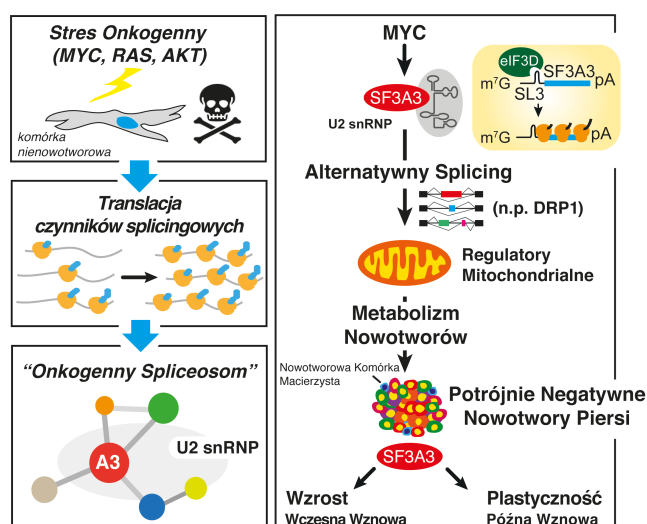 Stres Onkogenny
(MYC, RAS, AKT)
komórka
nienowotworowa
Translacja
czynników splicingowych
“Onkogenny Spliceosom”
U2 snRNP
A3
MYC
SF3A3
U2 snRNP
eIF3D
SF3A3
m⁷G
pA
SL3
m⁷G
pA
Alternatywny Splicing
(n.p. DRP1)
Regulatory
Mitochondrialne
Metabolizm
Nowotworów
Nowotworowa Komórka
Macierzysta
Potrójnie Negatywne
Nowotwory Piersi
SF3A3
Wzrost
Wczesna Wznowa
Plastyczność
Późna Wznowa